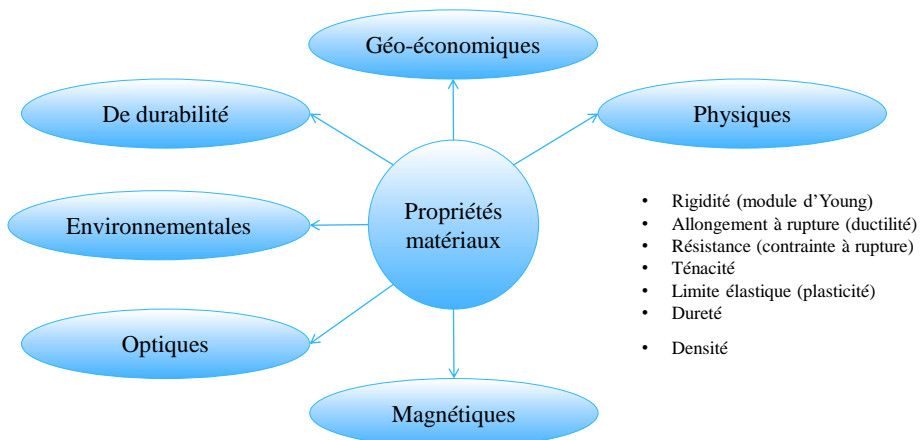 Géo-économiques
De durabilité
Physiques
Environnementales
Propriétés
matériaux
Optiques
Magnétiques
• Rigidité (module d’Young)
• Allongement à rupture (ductilité)
• Résistance (contrainte à rupture)
• Ténacité
• Limite élastique (plasticité)
• Dureté
• Densité